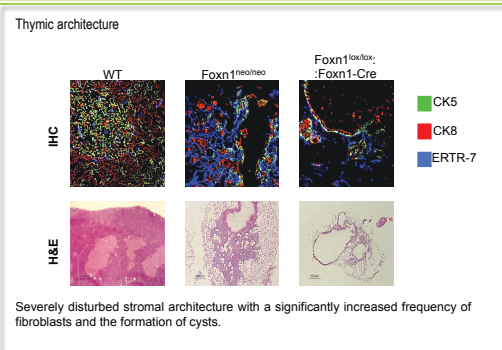 Thymic architecture
WT
Foxn1neo/neo
Foxn1lox/lox:
:Foxn1-Cre
IHC
CK5
CK8
ERTR-7
H&E
Severely disturbed stromal architecture with a significantly increased frequency of
fibroblasts and the formation of cysts.